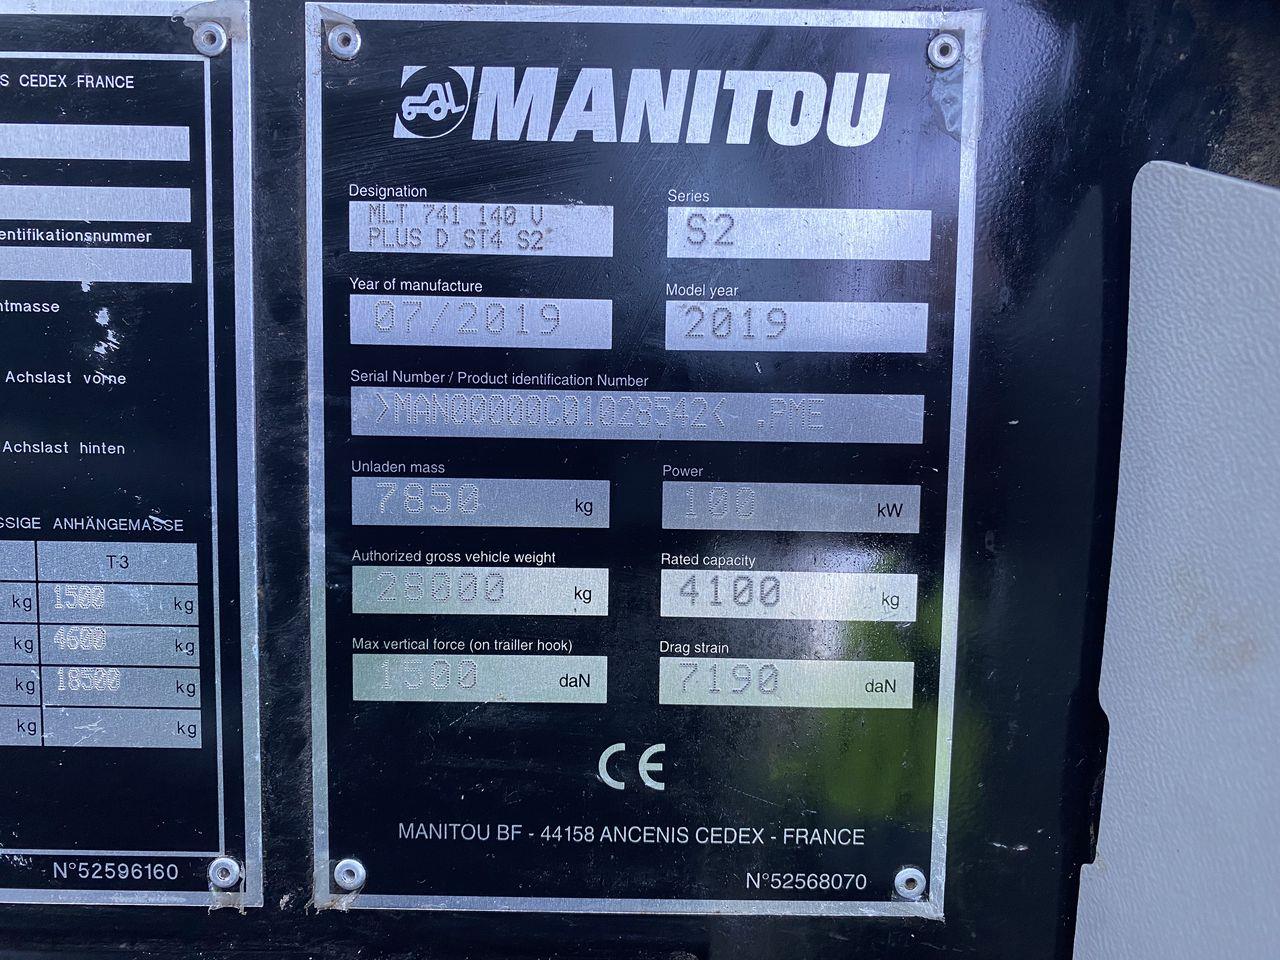 S CEDEX FRANCE
entifikationsnummer
ntmasse
Achslast vorne
Achslast hinten
SSIGE ANHÄNGEMASSE
T-3
kg 1500 kg
kg 4600 kg
kg 18500 kg
kg kg
N°52596160
MANITOU
Designation
MLT 741 140 V
PLUS D ST4 S2
Series
S2
Year of manufacture
07/2019
Model year
2019
Serial Number / Product identification Number
>MAN00000C01028542< .PME
Unladen mass
7850 kg
Power
100 kW
Authorized gross vehicle weight
28000 kg
Rated capacity
4100 kg
Max vertical force (on trailler hook)
1500 daN
Drag strain
7190 daN
CE
MANITOU BF - 44158 ANCENIS CEDEX - FRANCE
N°52568070